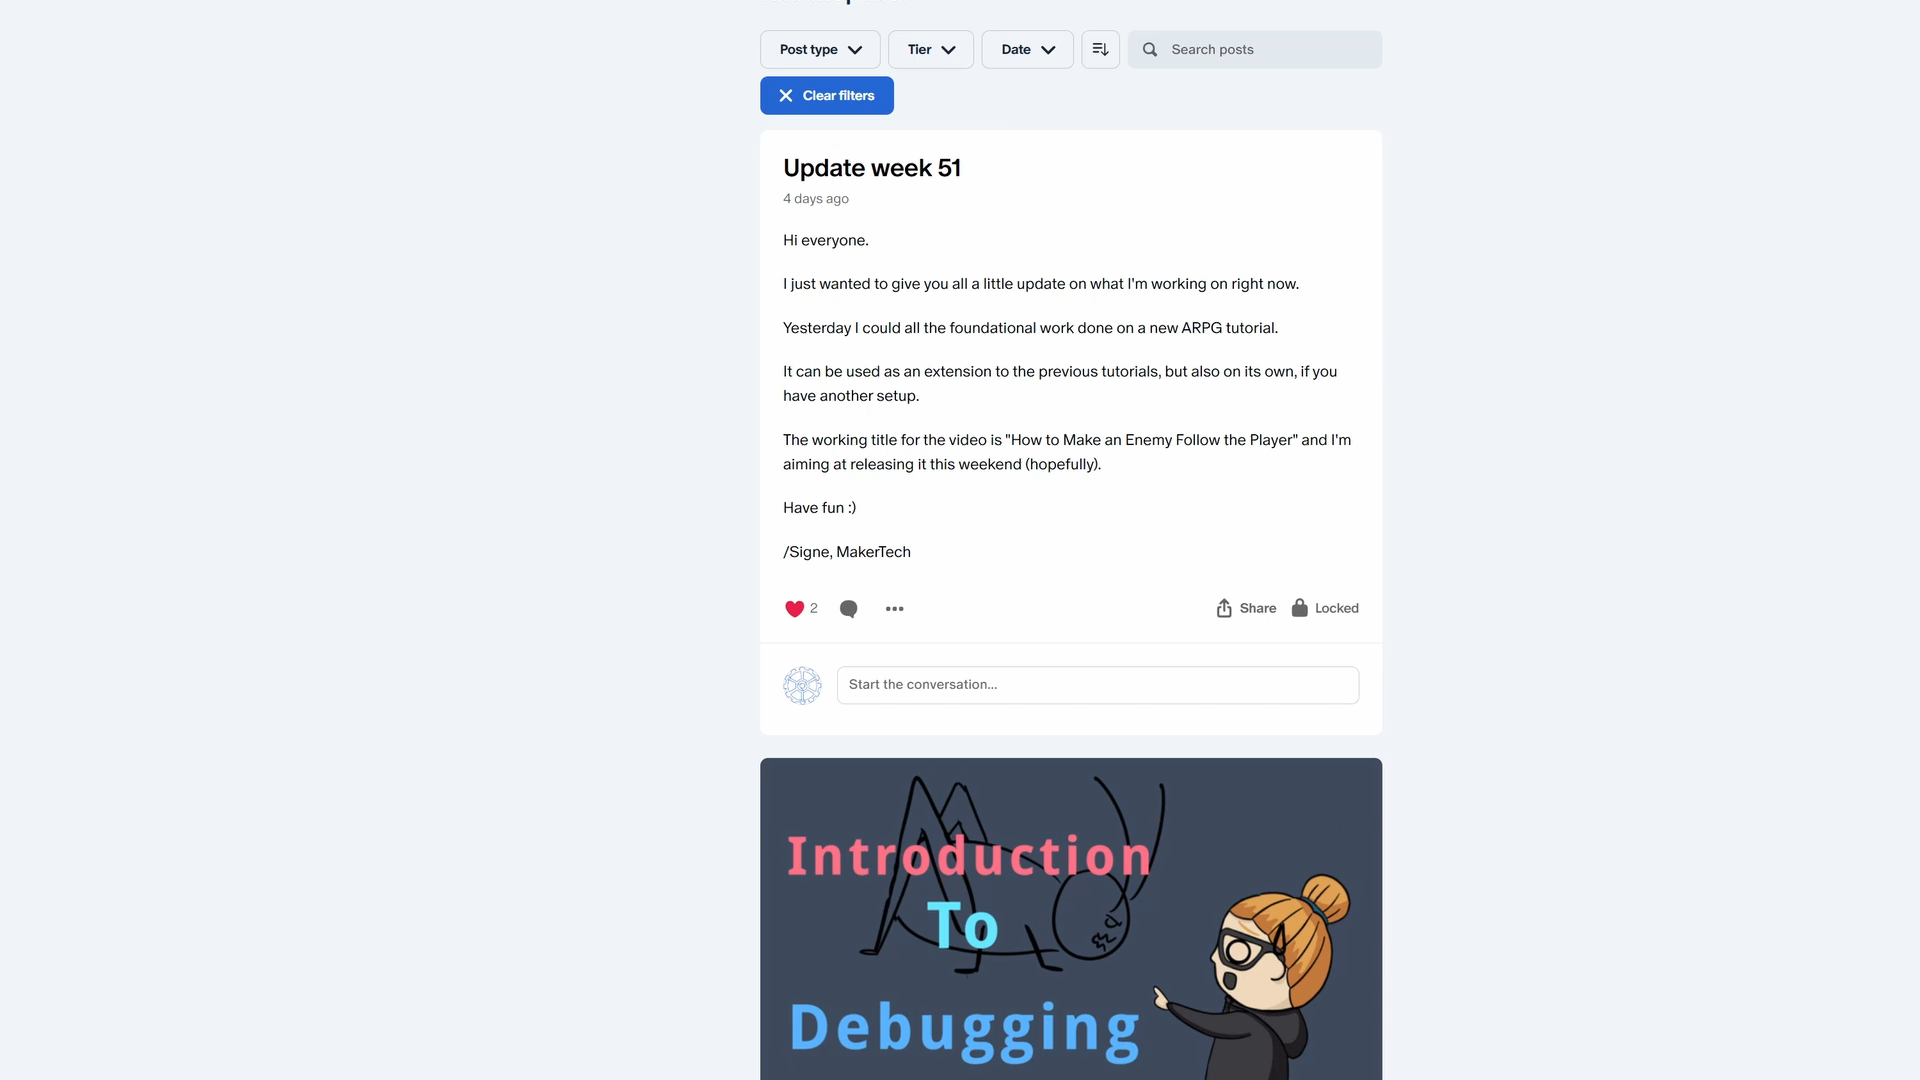 Post type
Tier
Date
Search posts
Clear filters
Update week 51
4 days ago
Hi everyone.
I just wanted to give you all a little update on what I'm working on right now.
Yesterday I could all the foundational work done on a new ARPG tutorial.
It can be used as an extension to the previous tutorials, but also on its own, if you
have another setup.
The working title for the video is "How to Make an Enemy Follow the Player" and I'm
aiming at releasing it this weekend (hopefully).
Have fun :)
/Signe, MakerTech
2
Share
Locked
Start the conversation...
Introduction
To
Debugging